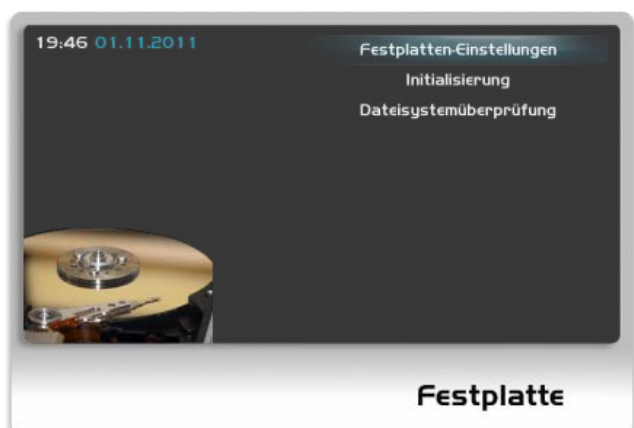 19:46 01.11.2011
Festplatten-Einstellungen
Initialisierung
Dateisystemüberprüfung
Festplatte